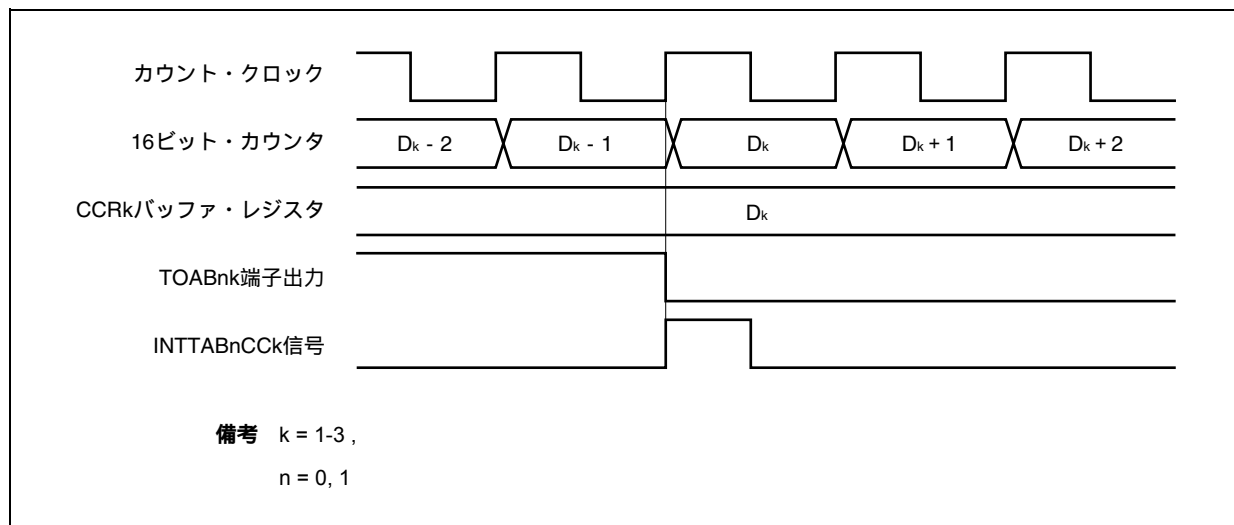 カウント・クロック
16ビット・カウンタ
Dk - 2
Dk - 1
Dk
Dk + 1
Dk + 2
CCRkバッファ・レジスタ
Dk
TOABnk端子出力
INTTABnCCk信号
備考 k = 1-3 ,
n = 0, 1